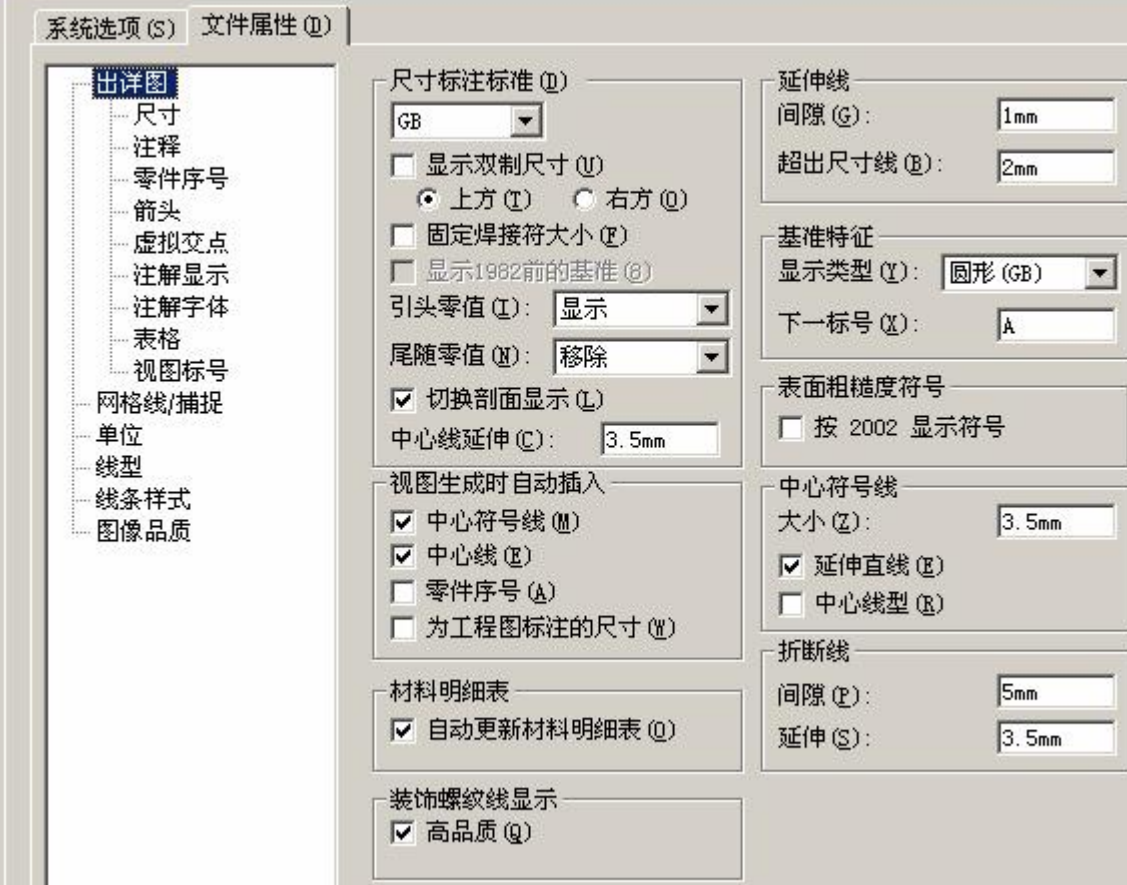 系统选项(S) 文件属性(D)
出详图
尺寸
注释
零件序号
箭头
虚拟交点
注解显示
注解字体
表格
视图标号
网格线/捕捉
单位
线型
线条样式
图像品质
尺寸标注标准(D)
GB
显示双制尺寸(U)
上方(T) 右方(O)
固定焊接符大小(F)
显示1982前的基准(8)
引头零值(I): 显示
尾随零值(N): 移除
切换剖面显示(L)
中心线延伸(C): 3.5mm
视图生成时自动插入
中心符号线(M)
中心线(E)
零件序号(A)
为工程图标注的尺寸(W)
材料明细表
自动更新材料明细表(O)
装饰螺纹线显示
高品质(Q)
延伸线
间隙(G): 1mm
超出尺寸线(B): 2mm
基准特征
显示类型(Y): 圆形(GB)
下一标号(X): A
表面粗糙度符号
按 2002 显示符号
中心符号线
大小(Z): 3.5mm
延伸直线(E)
中心线型(R)
折断线
间隙(P): 5mm
延伸(S): 3.5mm